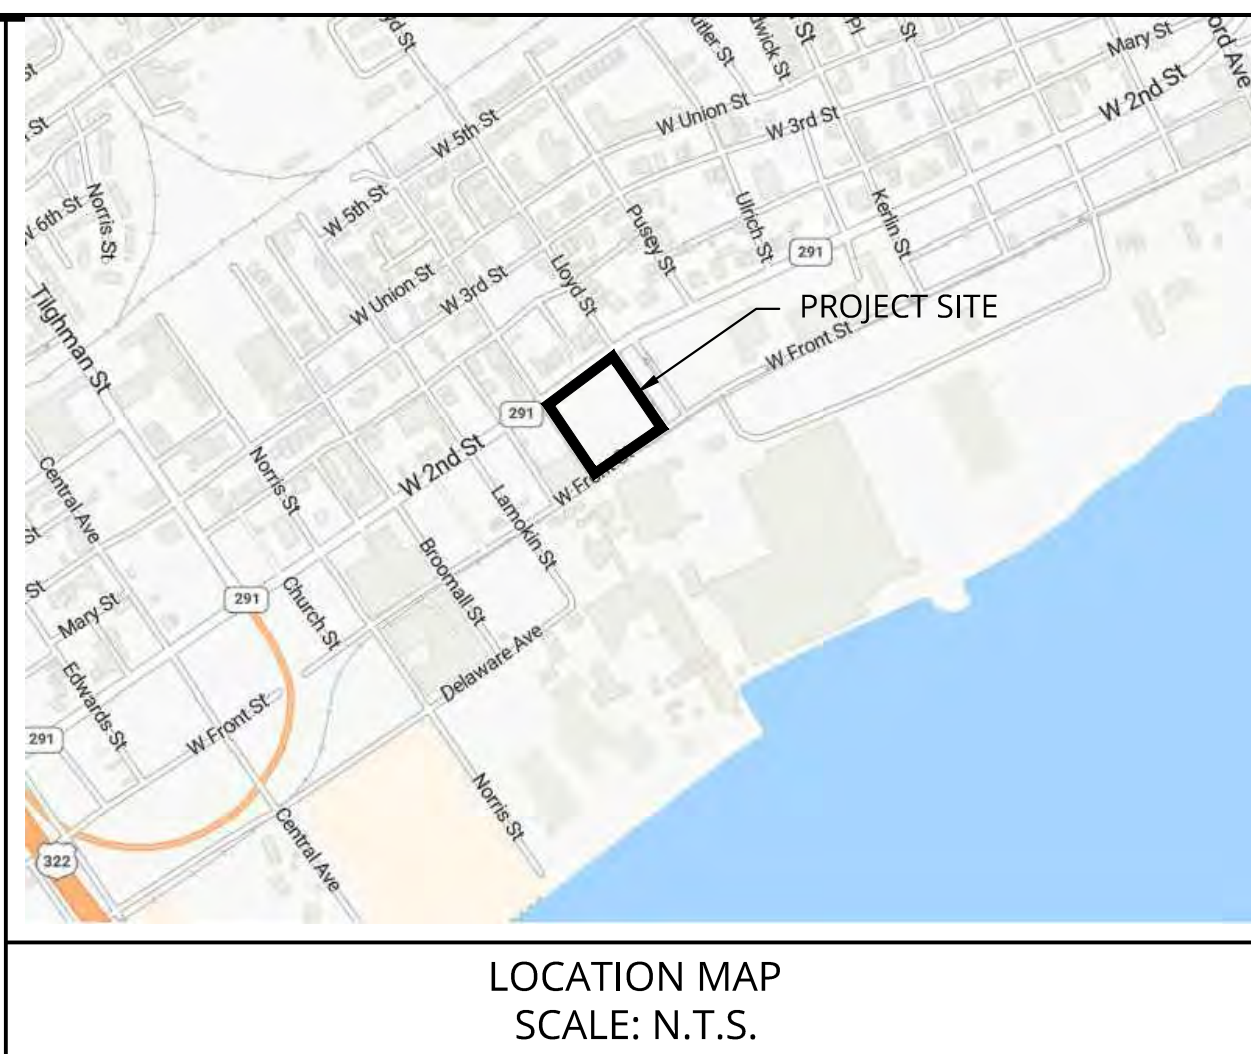 St
Mary St
W 2nd St
W Union St
W 3rd St
W 5th St
St
St
W 5th St
Norris St
Pusey St
Ulrich St
Kerlin St
291
Lloyd St
W Union St
W 3rd St
PROJECT SITE
Tilghman St
W Front St
291
W 2nd St
Central Ave
Norris St
Lamokin St
Broomall St
St
291
Church St
Mary St
Delaware Ave
Edwards St
W Front St
291
Norris St
Central Ave
322
LOCATION MAP
SCALE: N.T.S.